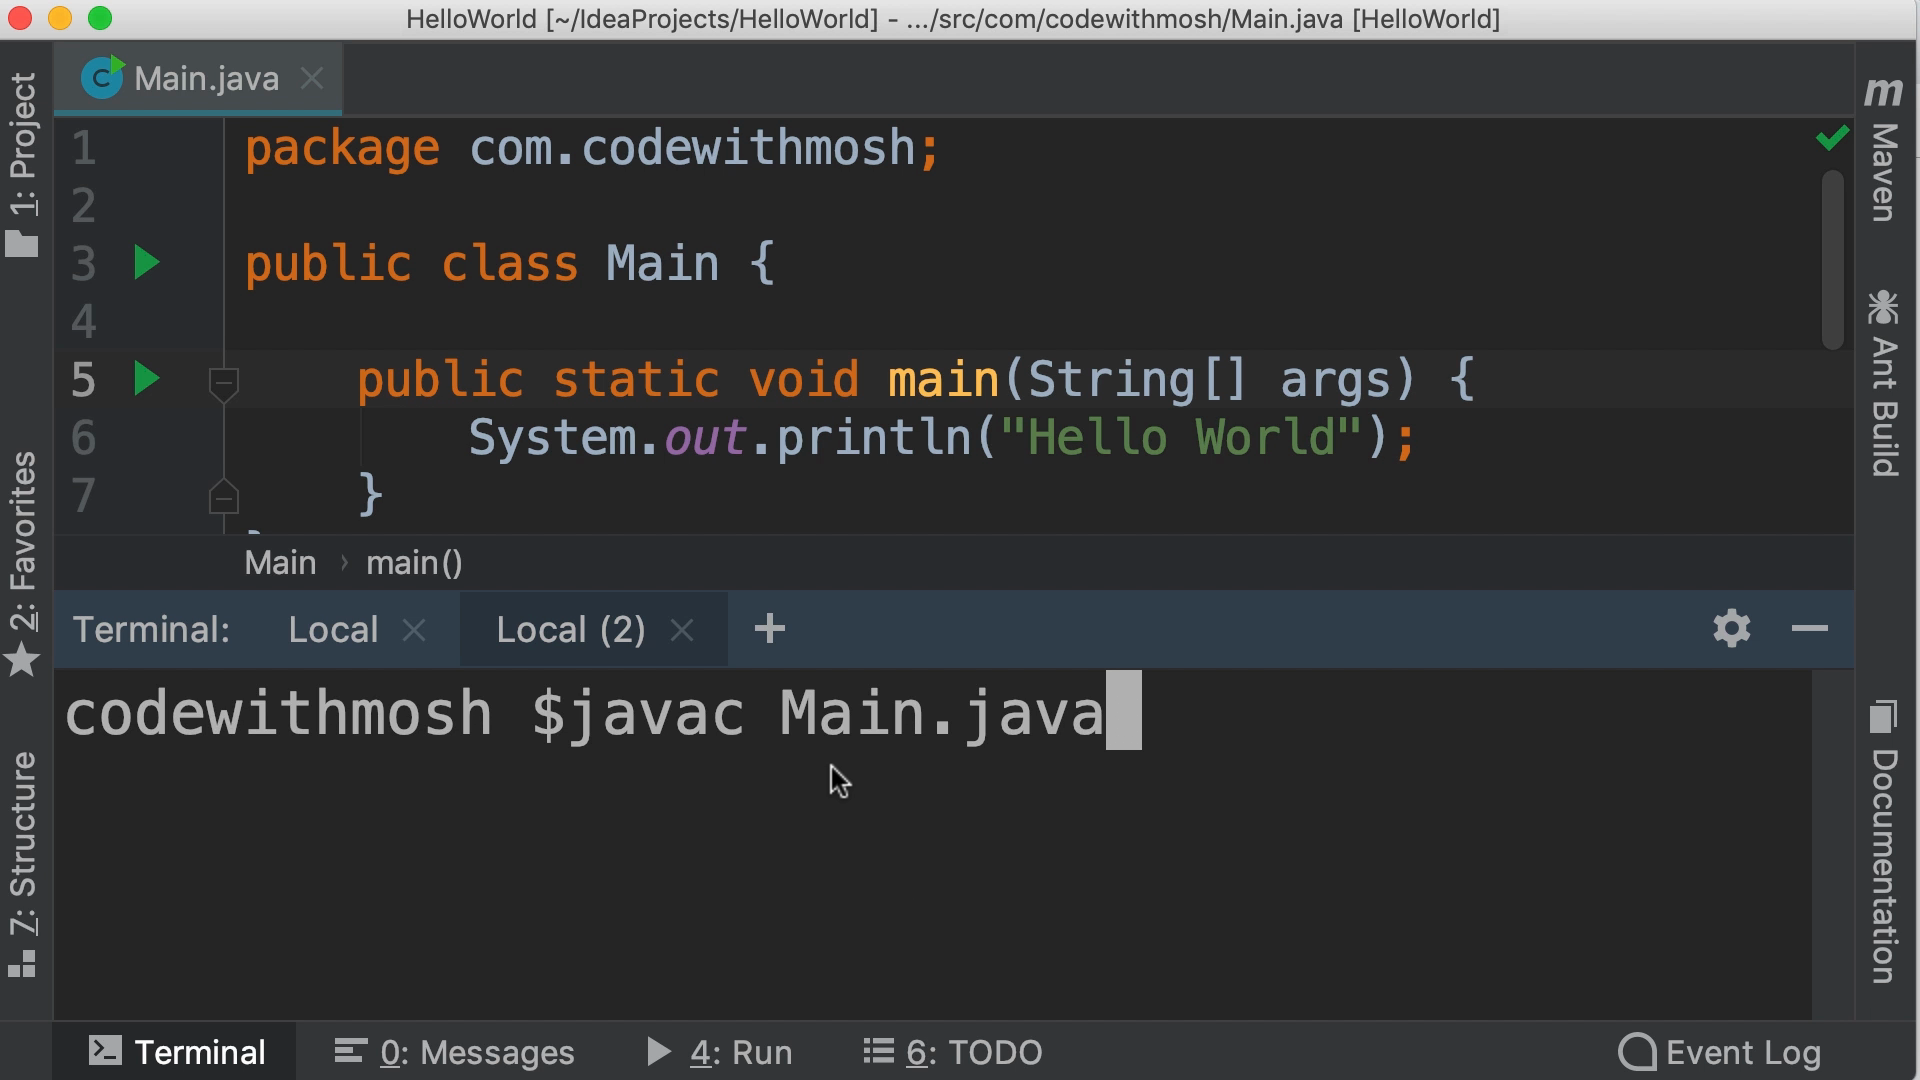 HelloWorld [~/IdeaProjects/HelloWorld] - .../src/com/codewithmosh/Main.java [HelloWorld]
1: Project
2: Favorites
7: Structure
C Main.java
1 package com.codewithmosh;
2
3 public class Main {
4
5 public static void main(String[] args) {
6 System.out.println("Hello World");
7 }
Main › main()
Terminal: Local Local (2) +
codewithmosh $javac Main.java
m Maven
Ant Build
Documentation
Terminal 0: Messages 4: Run 6: TODO Event Log